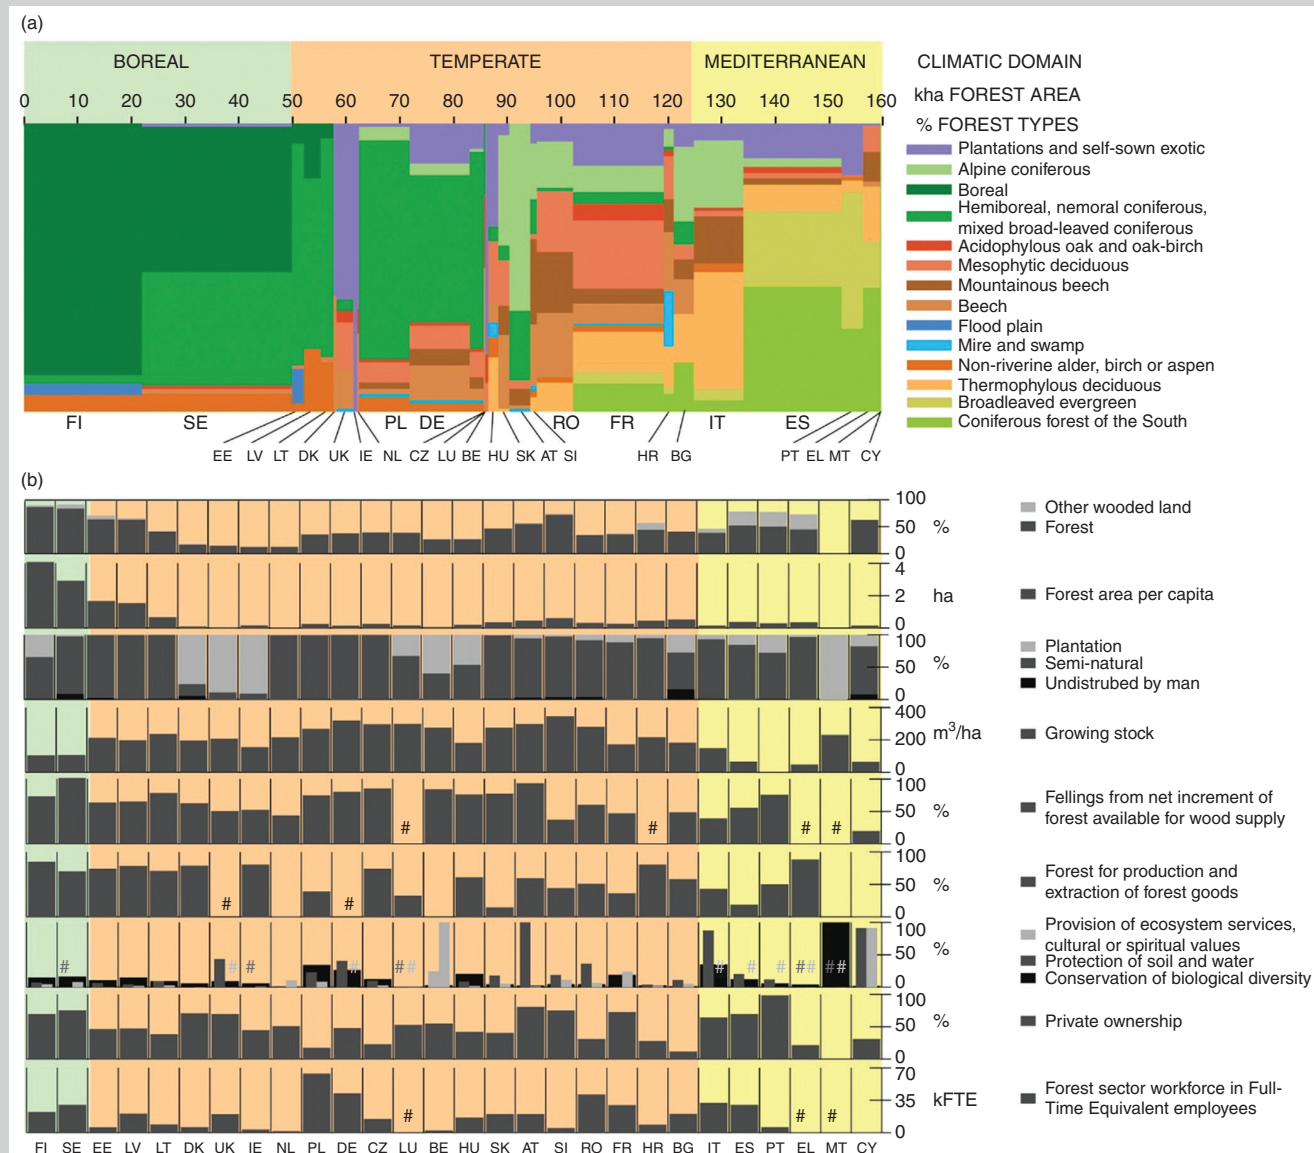 (a)
BOREAL TEMPERATE MEDITERRANEAN CLIMATIC DOMAIN
0 10 20 30 40 50 60 70 80 90 100 110 120 130 140 150 160 kha FOREST AREA
% FOREST TYPES
Plantations and self-sown exotic
Alpine coniferous
Boreal
Hemiboreal, nemoral coniferous,
mixed broad-leaved coniferous
Acidophylous oak and oak-birch
Mesophytic deciduous
Mountainous beech
Beech
Flood plain
Mire and swamp
Non-riverine alder, birch or aspen
Thermophylous deciduous
Broadleaved evergreen
Coniferous forest of the South
FI SE PL DE RO FR IT ES
EE LV LT DK UK IE NL CZ LU BE HU SK AT SI HR BG PT EL MT CY
(b)
100
50
0
%
Other wooded land
Forest
4
2
0
ha
Forest area per capita
100
50
0
%
Plantation
Semi-natural
Undistrubed by man
400
200
0
m3/ha
Growing stock
100
50
0
%
# # # #
Fellings from net increment of
forest available for wood supply
100
50
0
%
# #
Forest for production and
extraction of forest goods
100
50
0
%
# # # # # # # # # # # #
Provision of ecosystem services,
cultural or spiritual values
Protection of soil and water
Conservation of biological diversity
100
50
0
%
Private ownership
70
35
0
kFTE
# # #
Forest sector workforce in Full-
Time Equivalent employees
FI SE EE LV LT DK UK IE NL PL DE CZ LU BE HU SK AT SI RO FR HR BG IT ES PT EL MT CY